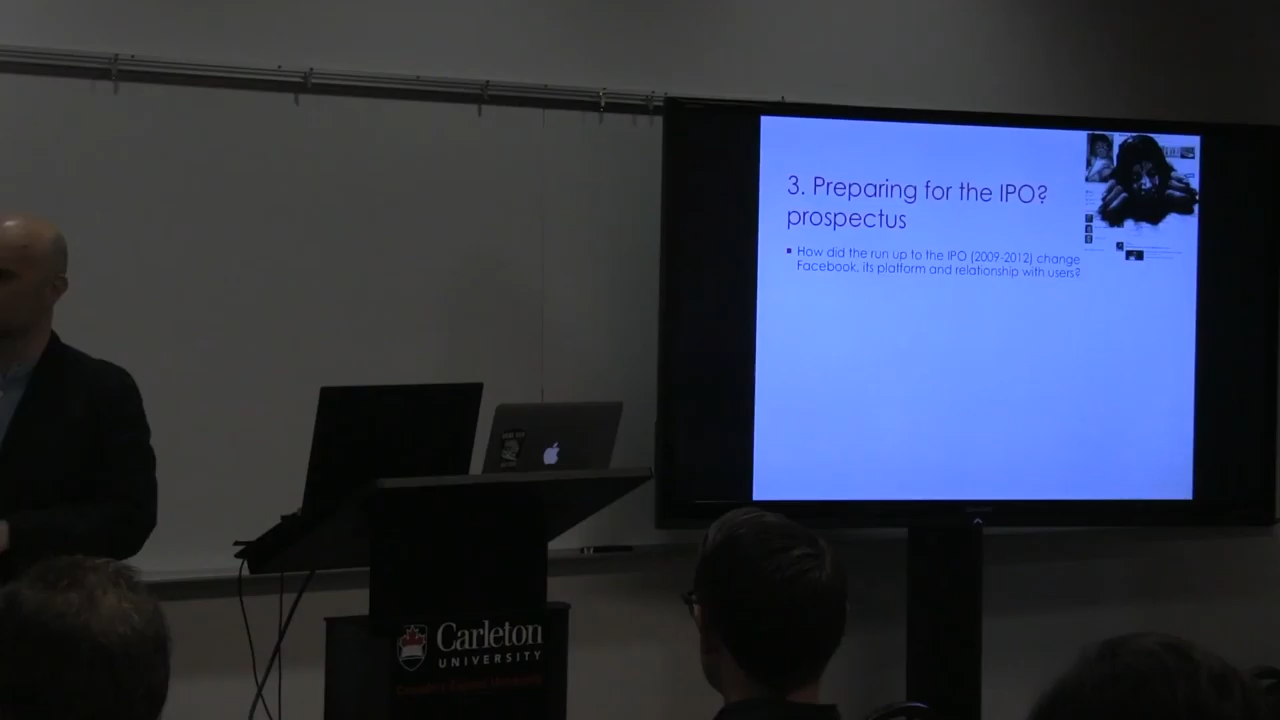 3. Preparing for the IPO?
prospectus
How did the run up to the IPO (2009-2012) change
Facebook, its platform and relationship with users?
Carleton
UNIVERSITY